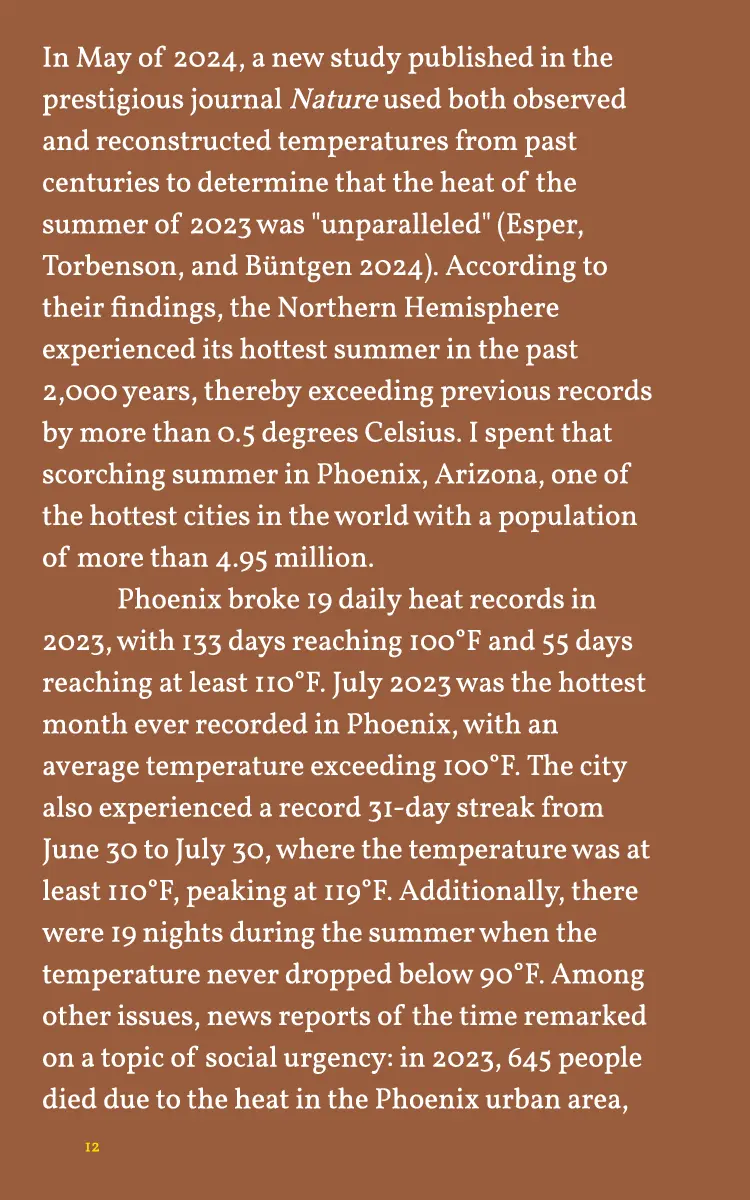 In May of 2024, a new study published in the
prestigious journal Nature used both observed
and reconstructed temperatures from past
centuries to determine that the heat of the
summer of 2023 was "unparalleled" (Esper,
Torbenson, and Büntgen 2024). According to
their findings, the Northern Hemisphere
experienced its hottest summer in the past
2,000 years, thereby exceeding previous records
by more than 0.5 degrees Celsius. I spent that
scorching summer in Phoenix, Arizona, one of
the hottest cities in the world with a population
of more than 4.95 million.
Phoenix broke 19 daily heat records in
2023, with 133 days reaching 100°F and 55 days
reaching at least 110°F. July 2023 was the hottest
month ever recorded in Phoenix, with an
average temperature exceeding 100°F. The city
also experienced a record 31-day streak from
June 30 to July 30, where the temperature was at
least 110°F, peaking at 119°F. Additionally, there
were 19 nights during the summer when the
temperature never dropped below 90°F. Among
other issues, news reports of the time remarked
on a topic of social urgency: in 2023, 645 people
died due to the heat in the Phoenix urban area,
12